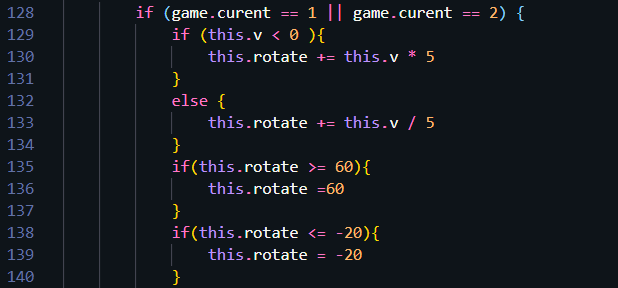 128 if (game.curent == 1 || game.curent == 2) {
129 if (this.v < 0 ){
130 this.rotate += this.v * 5
131 }
132 else {
133 this.rotate += this.v / 5
134 }
135 if(this.rotate >= 60){
136 this.rotate =60
137 }
138 if(this.rotate <= -20){
139 this.rotate = -20
140 }